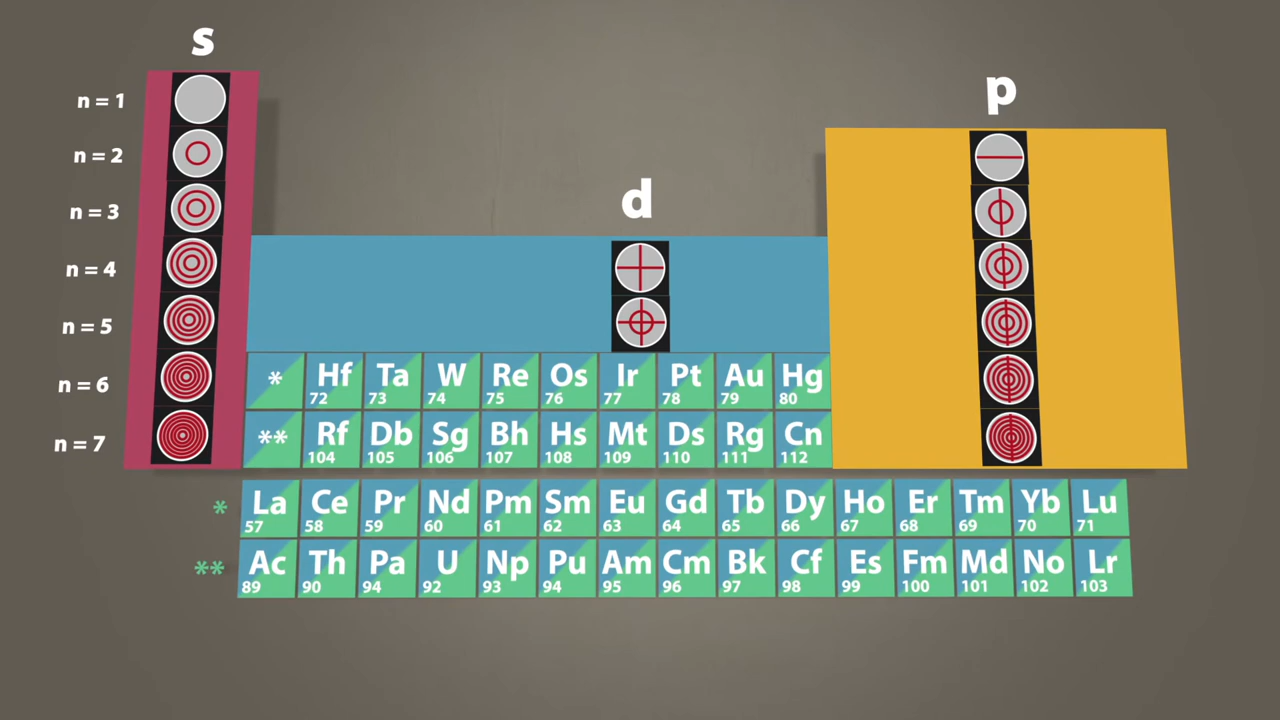 s
p
d
n = 1
n = 2
n = 3
n = 4
n = 5
n = 6
n = 7
* Hf Ta W Re Os Ir Pt Au Hg
72 73 74 75 76 77 78 79 80
** Rf Db Sg Bh Hs Mt Ds Rg Cn
104 105 106 107 108 109 110 111 112
* La Ce Pr Nd Pm Sm Eu Gd Tb Dy Ho Er Tm Yb Lu
57 58 59 60 61 62 63 64 65 66 67 68 69 70 71
** Ac Th Pa U Np Pu Am Cm Bk Cf Es Fm Md No Lr
89 90 94 92 93 94 95 96 97 98 99 100 101 102 103